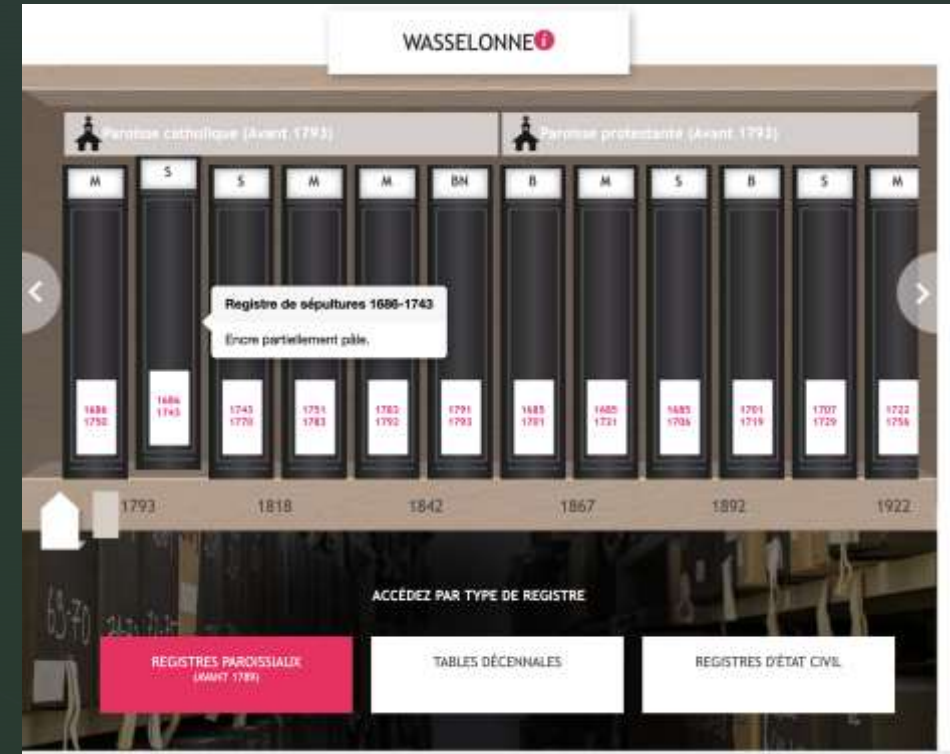 WASSELONNE
Paroisse catholique (Avant 1793)
Paroisse protestante (Avant 1793)
M S S M M BN B M S B S M
Registre de sépultures 1686-1743
Encre partiellement pâle.
1686 1686 1743 1751 1783 1791 1685 1685 1685 1701 1707 1722
1750 1743 1770 1783 1792 1793 1701 1721 1706 1719 1729 1756
1793 1818 1842 1867 1892 1922
69-70
ACCÉDEZ PAR TYPE DE REGISTRE
REGISTRES PAROISSIAUX
(AVANT 1789)
TABLES DÉCENNALES
REGISTRES D'ÉTAT CIVIL